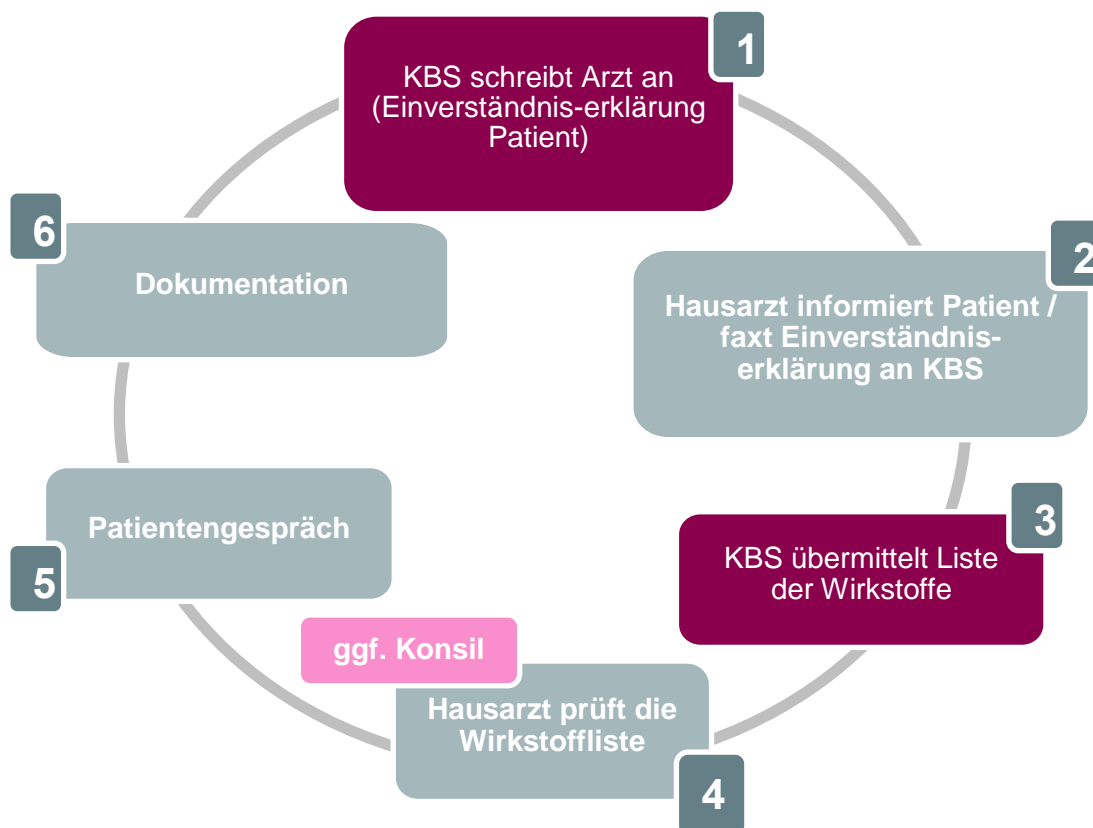 1
KBS schreibt Arzt an
(Einverständnis-erklärung
Patient)
2
Hausarzt informiert Patient /
faxt Einverständnis-
erklärung an KBS
3
KBS übermittelt Liste
der Wirkstoffe
ggf. Konsil
Hausarzt prüft die
Wirkstoffliste
4
Patientengespräch
5
6
Dokumentation